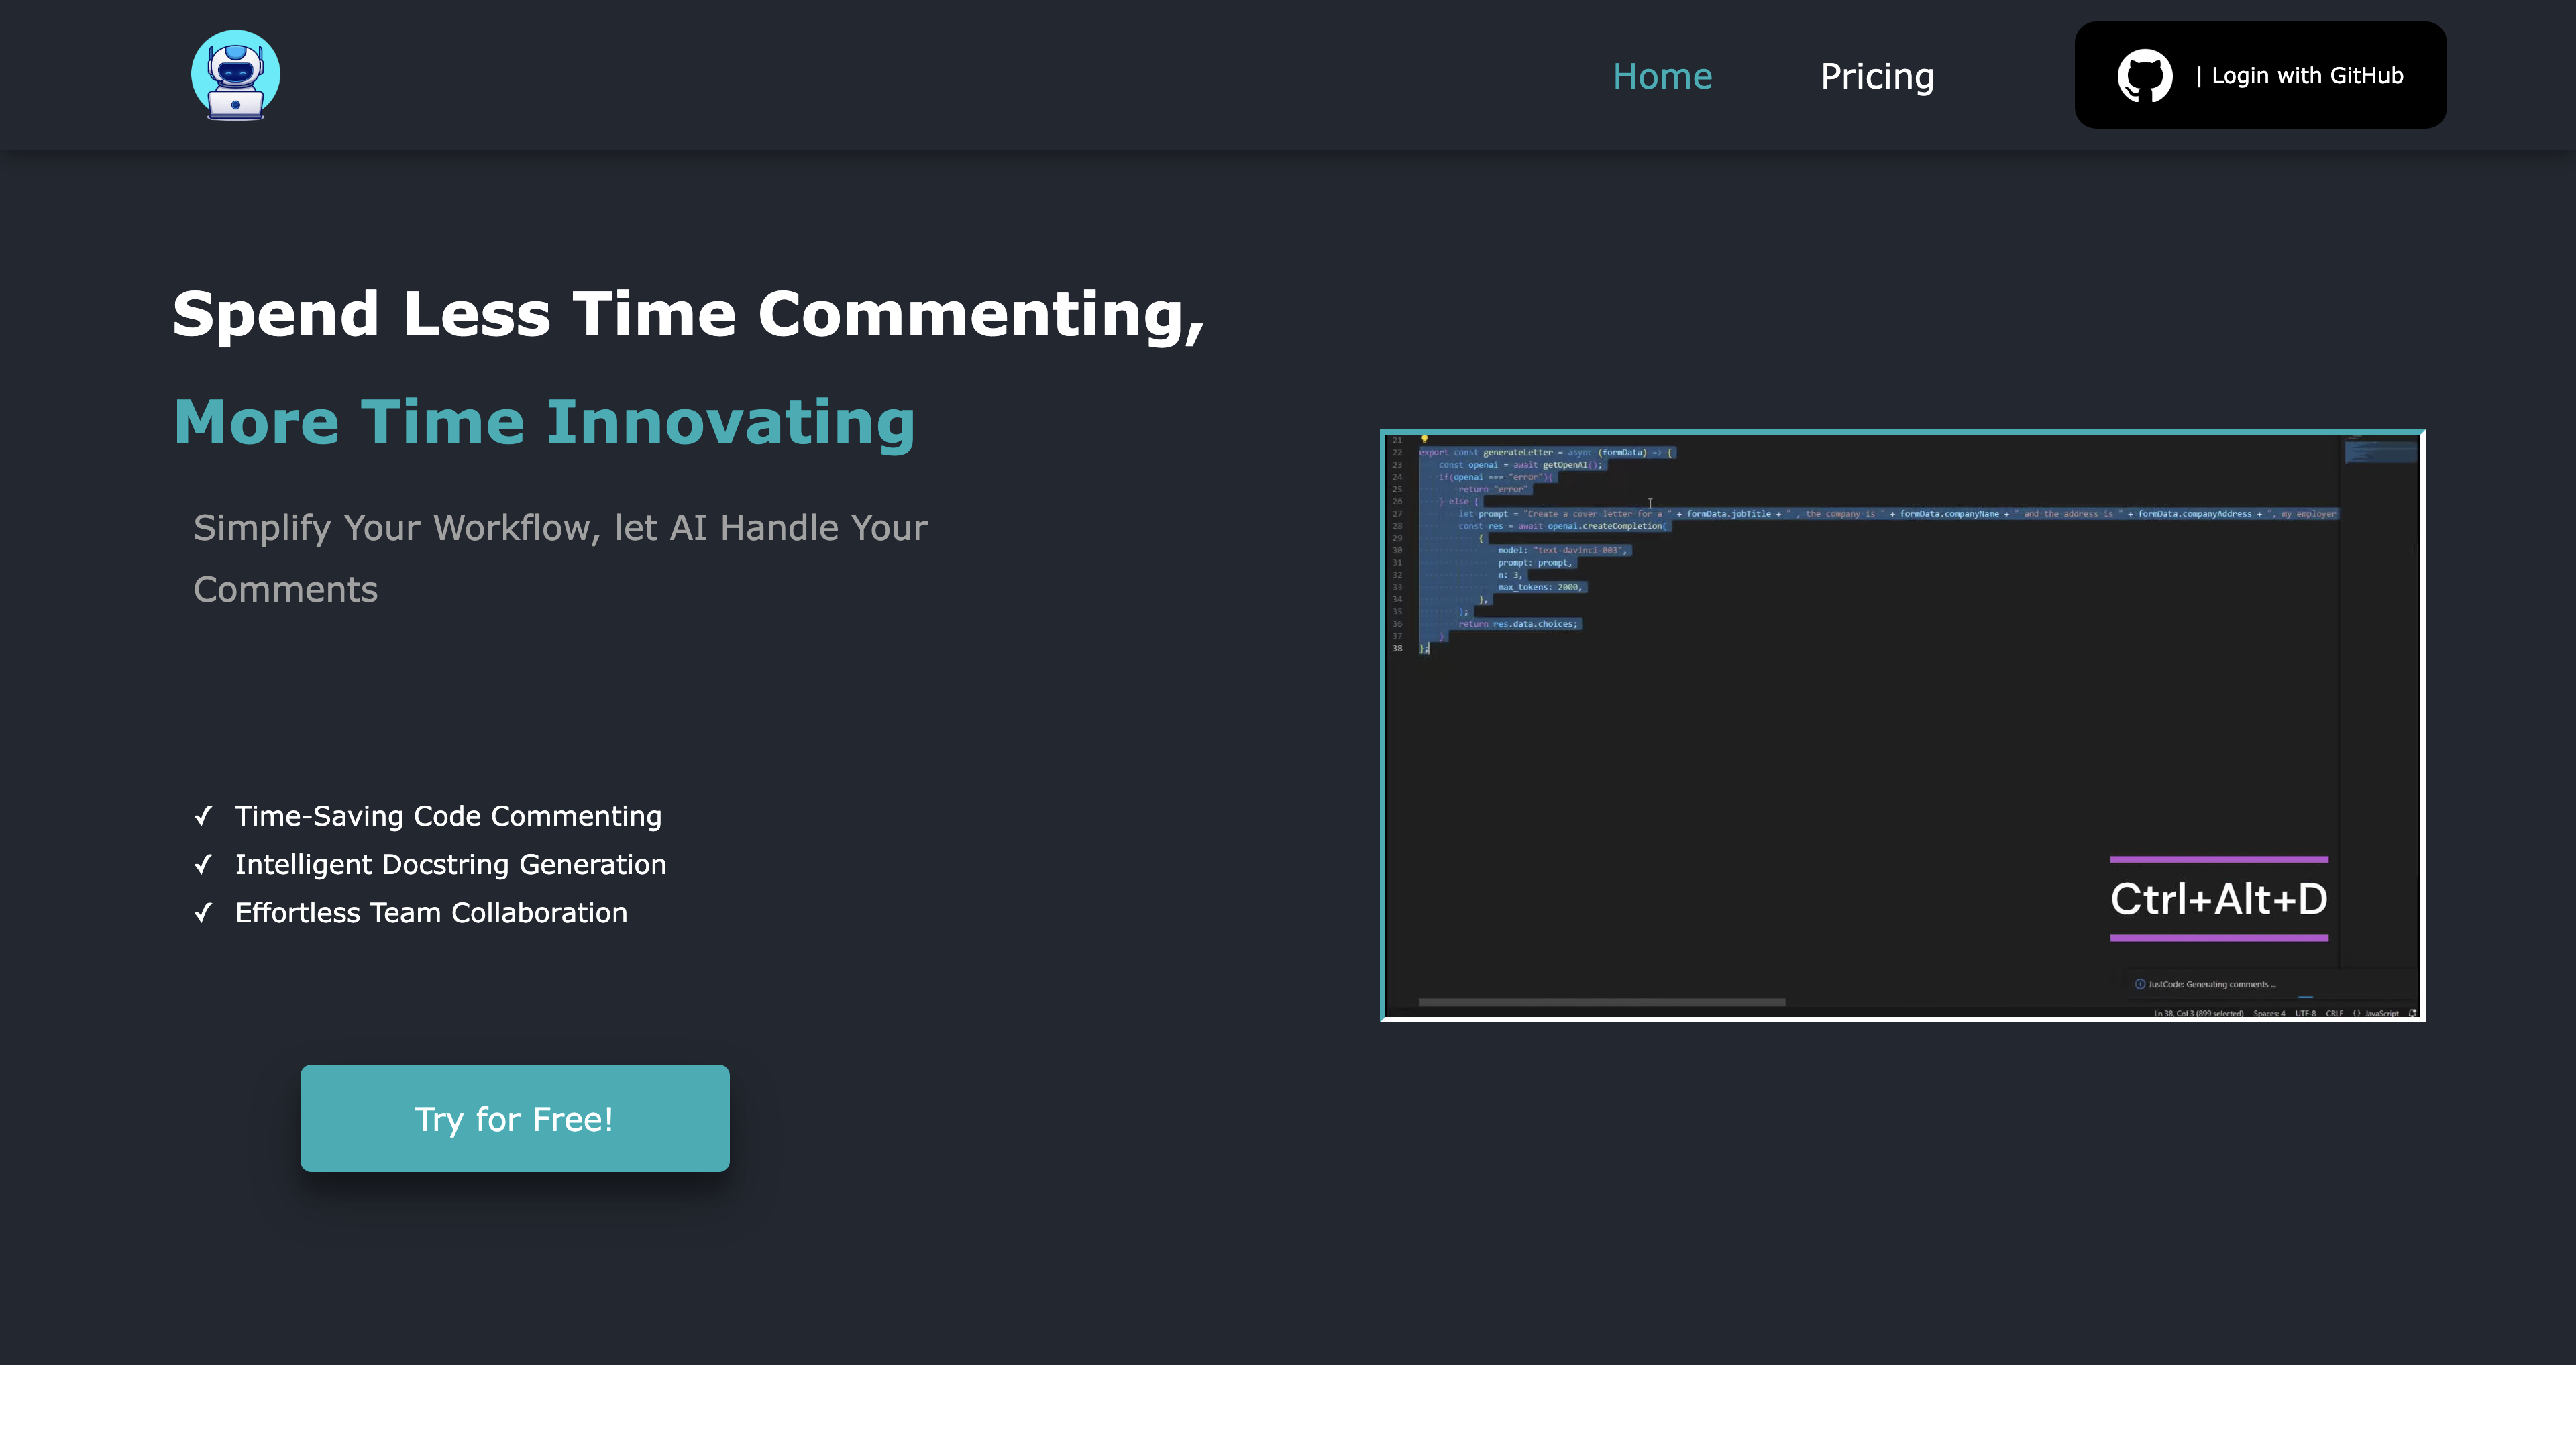 Home
Pricing
| Login with GitHub
Spend Less Time Commenting,
More Time Innovating
Simplify Your Workflow, let AI Handle Your
Comments
✓ Time-Saving Code Commenting
✓ Intelligent Docstring Generation
✓ Effortless Team Collaboration
Try for Free!
21
22 export const generateLetter = async (formData) => {
23 const openai = await getOpenAI();
24 if(openai === "error"){
25 return "error"
26 } else {
27 let prompt = "Create a cover letter for a " + formData.jobTitle + " , the company is " + formData.companyName + " and the address is " + formData.companyAddress + ", my employer
28 const res = await openai.createCompletion(
29 {
30 model: "text-davinci-003",
31 prompt: prompt,
32 n: 3,
33 max_tokens: 2000,
34 },
35 );
36 return res.data.choices;
37 }
38 };
Ctrl+Alt+D
JustCode: Generating comments ...
Ln 38, Col 3 (899 selected) Spaces: 4 UTF-8 CRLF {} JavaScript